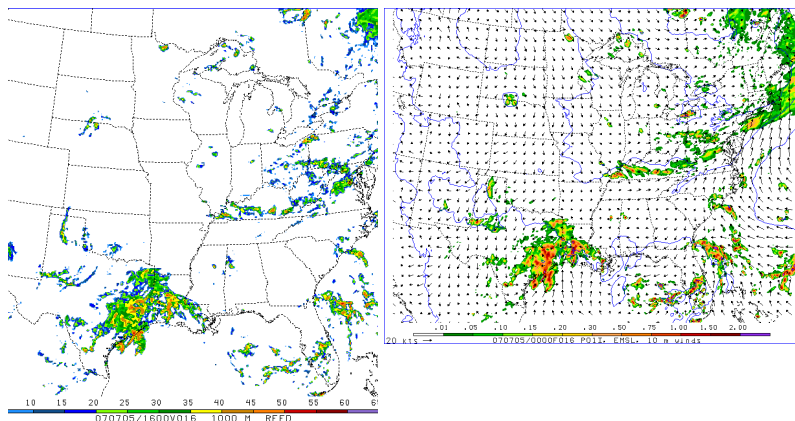 .01 .05 .10 .15 .20 .30 .50 .75 1.00 1.50 2.00
20 KTS → 070705/0000F016 P01I, EMSL, 10 m winds
10 15 20 25 30 35 40 45 50 55 60 6
070705/1600V016 1000 M REFD